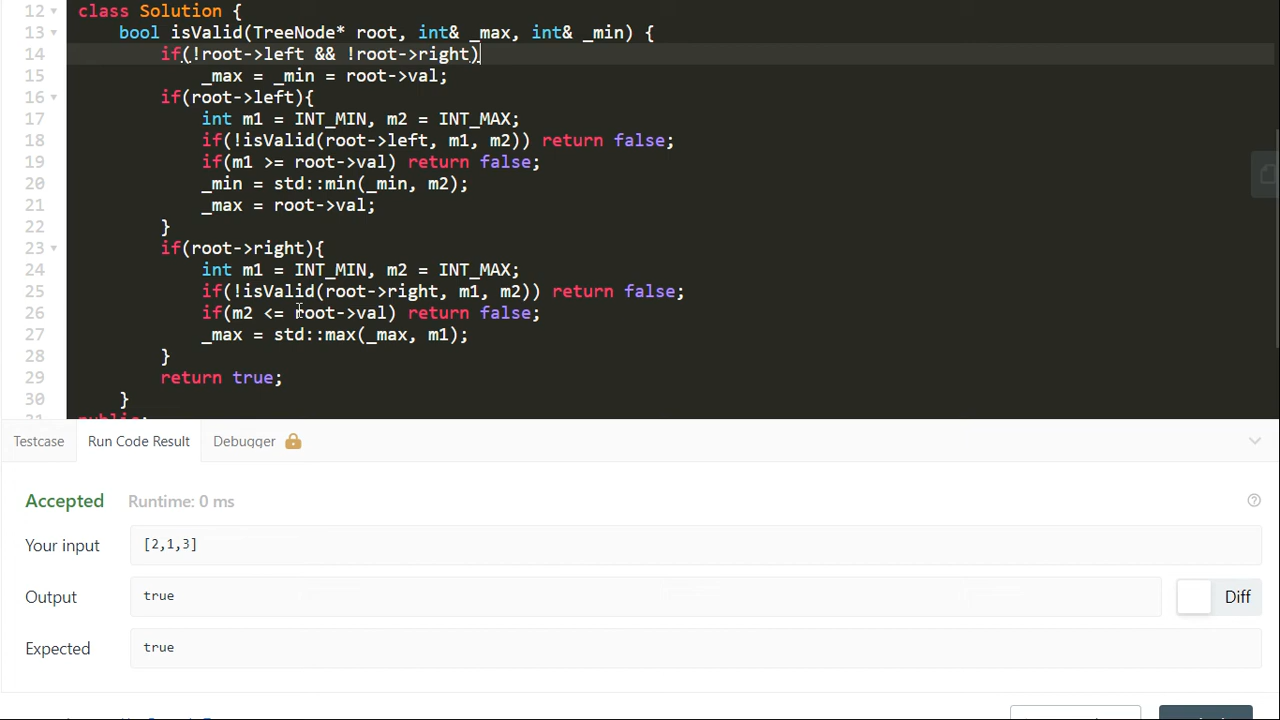 12 class Solution {
13 bool isValid(TreeNode* root, int& _max, int& _min) {
14 if(!root->left && !root->right)
15 _max = _min = root->val;
16 if(root->left){
17 int m1 = INT_MIN, m2 = INT_MAX;
18 if(!isValid(root->left, m1, m2)) return false;
19 if(m1 >= root->val) return false;
20 _min = std::min(_min, m2);
21 _max = root->val;
22 }
23 if(root->right){
24 int m1 = INT_MIN, m2 = INT_MAX;
25 if(!isValid(root->right, m1, m2)) return false;
26 if(m2 <= root->val) return false;
27 _max = std::max(_max, m1);
28 }
29 return true;
30 }
31 public:
Testcase Run Code Result Debugger
Accepted Runtime: 0 ms
Your input [2,1,3]
Output true Diff
Expected true